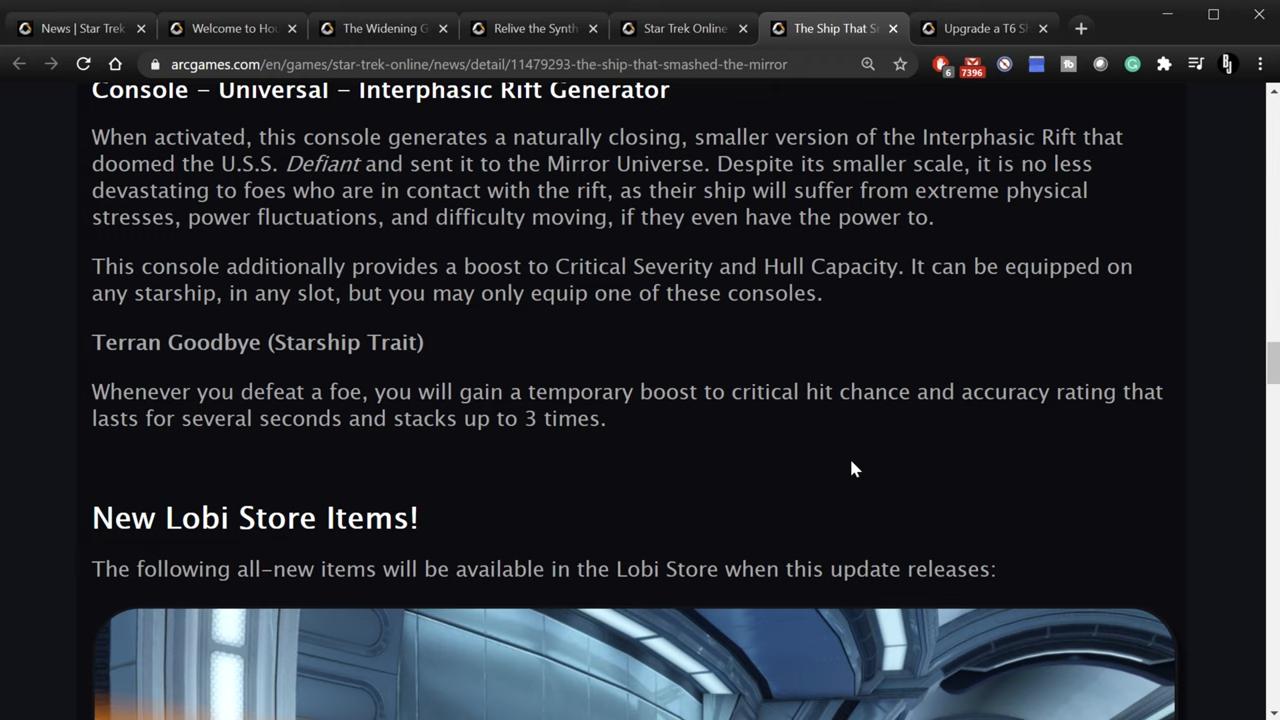 News | Star Trek
Welcome to Hou
The Widening G
Relive the Synth
Star Trek Online
The Ship That Sm
Upgrade a T6 Sh
arcgames.com/en/games/star-trek-online/news/detail/11479293-the-ship-that-smashed-the-mirror
6
7396
Console – Universal – Interphasic Rift Generator
When activated, this console generates a naturally closing, smaller version of the Interphasic Rift that
doomed the U.S.S. Defiant and sent it to the Mirror Universe. Despite its smaller scale, it is no less
devastating to foes who are in contact with the rift, as their ship will suffer from extreme physical
stresses, power fluctuations, and difficulty moving, if they even have the power to.
This console additionally provides a boost to Critical Severity and Hull Capacity. It can be equipped on
any starship, in any slot, but you may only equip one of these consoles.
Terran Goodbye (Starship Trait)
Whenever you defeat a foe, you will gain a temporary boost to critical hit chance and accuracy rating that
lasts for several seconds and stacks up to 3 times.
New Lobi Store Items!
The following all-new items will be available in the Lobi Store when this update releases: